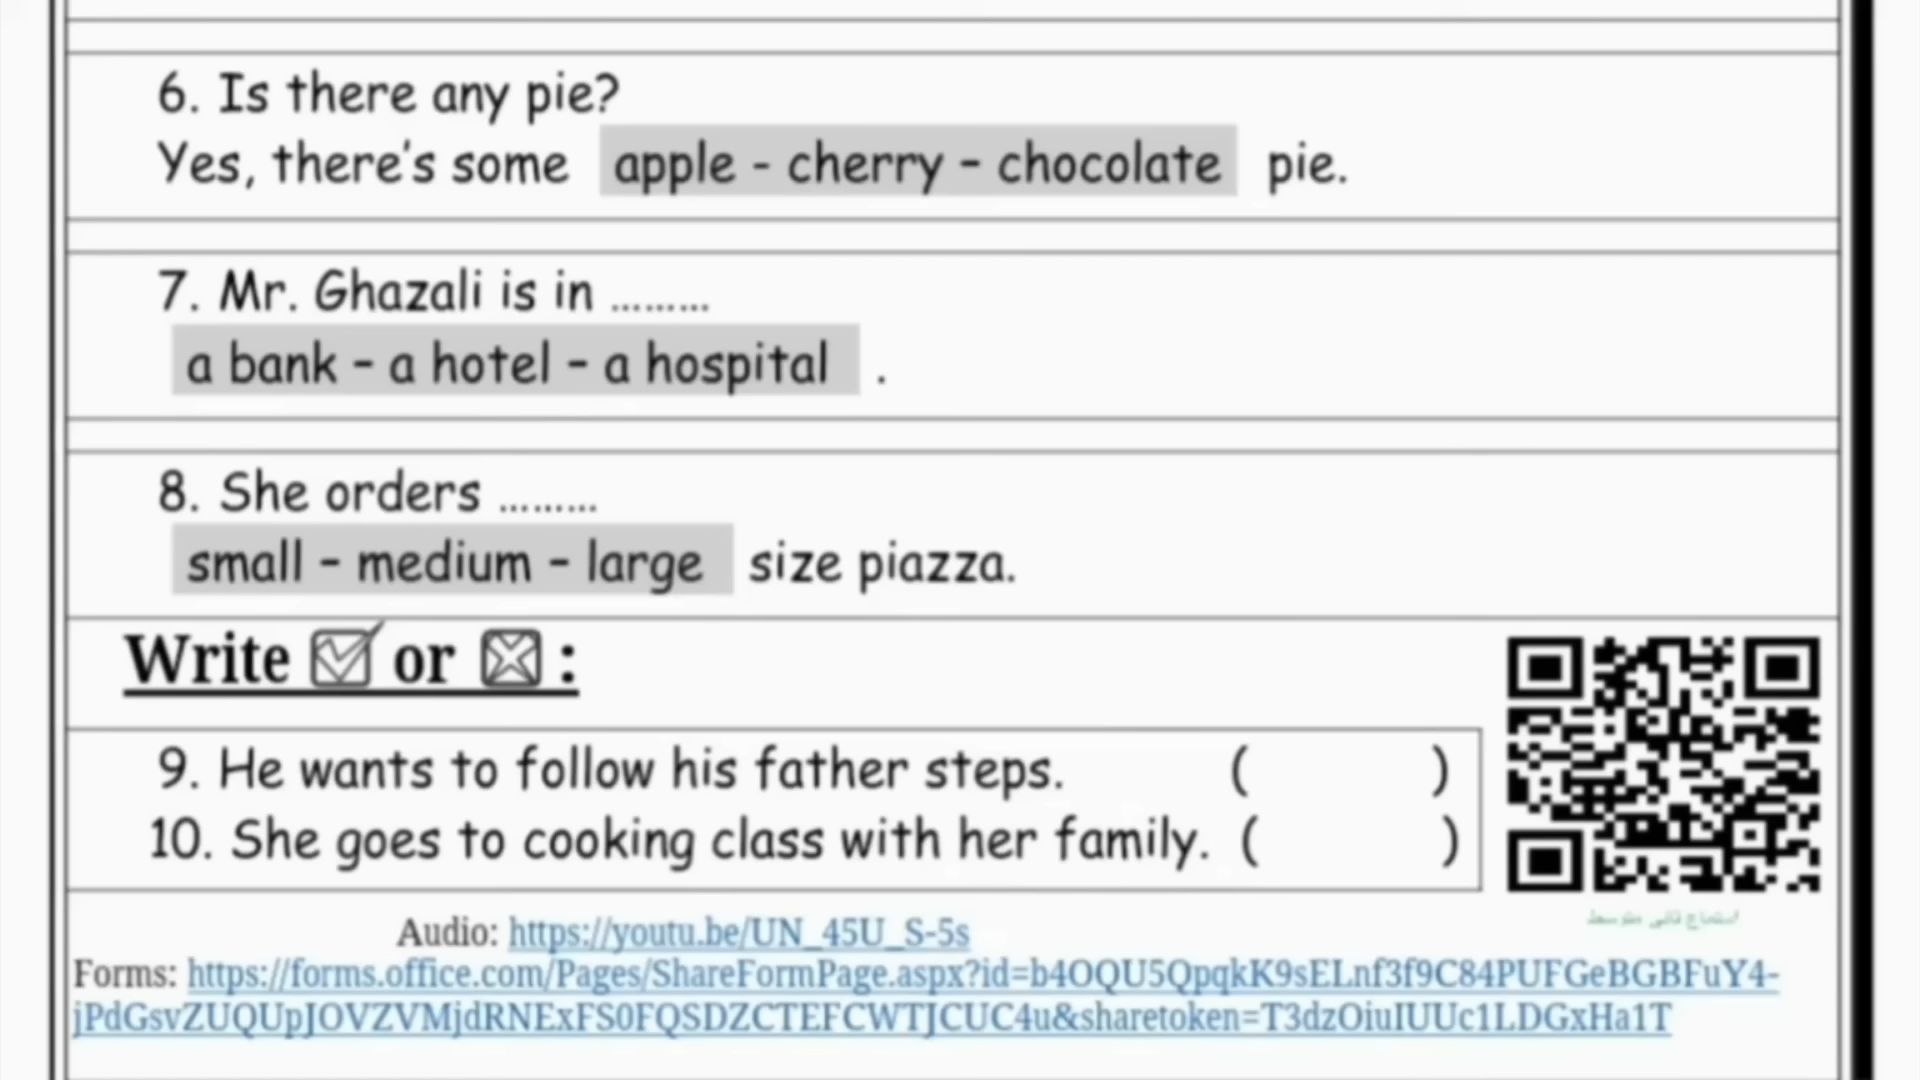 6. Is there any pie?
Yes, there's some apple - cherry – chocolate pie.
7. Mr. Ghazali is in .........
a bank – a hotel – a hospital .
8. She orders .........
small – medium – large size piazza.
Write ☑ or ☒ :
9. He wants to follow his father steps. ( )
10. She goes to cooking class with her family. ( )
استماع ثاني متوسط
Audio: https://youtu.be/UN_45U_S-5s
Forms: https://forms.office.com/Pages/ShareFormPage.aspx?id=b4OQU5QpqkK9sELnf3f9C84PUFGeBGBFuY4-
jPdGsvZUQUpJOVZVMjdRNExFS0FQSDZCTEFCWTJCUC4u&sharetoken=T3dzOiuIUUc1LDGxHa1T